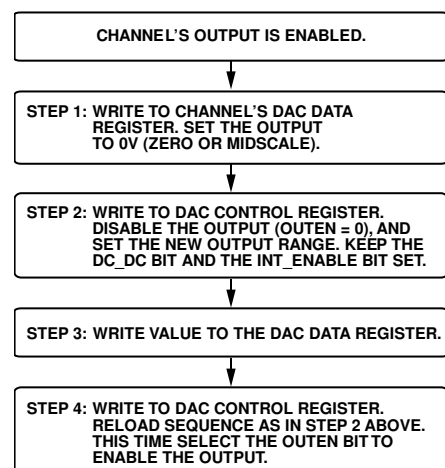 CHANNEL'S OUTPUT IS ENABLED.
STEP 1: WRITE TO CHANNEL'S DAC DATA
REGISTER. SET THE OUTPUT
TO 0V (ZERO OR MIDSCALE).
STEP 2: WRITE TO DAC CONTROL REGISTER.
DISABLE THE OUTPUT (OUTEN = 0), AND
SET THE NEW OUTPUT RANGE. KEEP THE
DC_DC BIT AND THE INT_ENABLE BIT SET.
STEP 3: WRITE VALUE TO THE DAC DATA REGISTER.
STEP 4: WRITE TO DAC CONTROL REGISTER.
RELOAD SEQUENCE AS IN STEP 2 ABOVE.
THIS TIME SELECT THE OUTEN BIT TO
ENABLE THE OUTPUT.